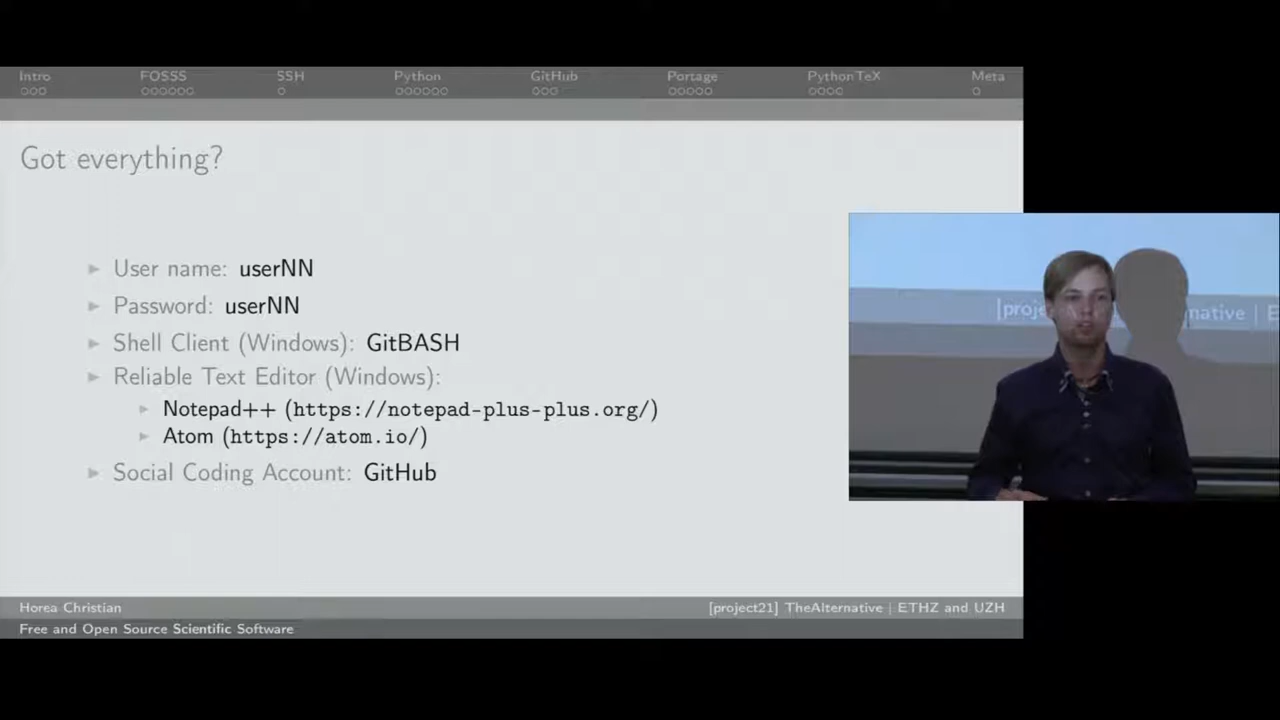 Intro FOSSS SSH Python GitHub Portage PythonTeX Meta
Got everything?
User name: userNN
Password: userNN
Shell Client (Windows): GitBASH
Reliable Text Editor (Windows):
Notepad++ (https://notepad-plus-plus.org/)
Atom (https://atom.io/)
Social Coding Account: GitHub
[proje native | E
Horea Christian [project21] TheAlternative | ETHZ and UZH
Free and Open Source Scientific Software